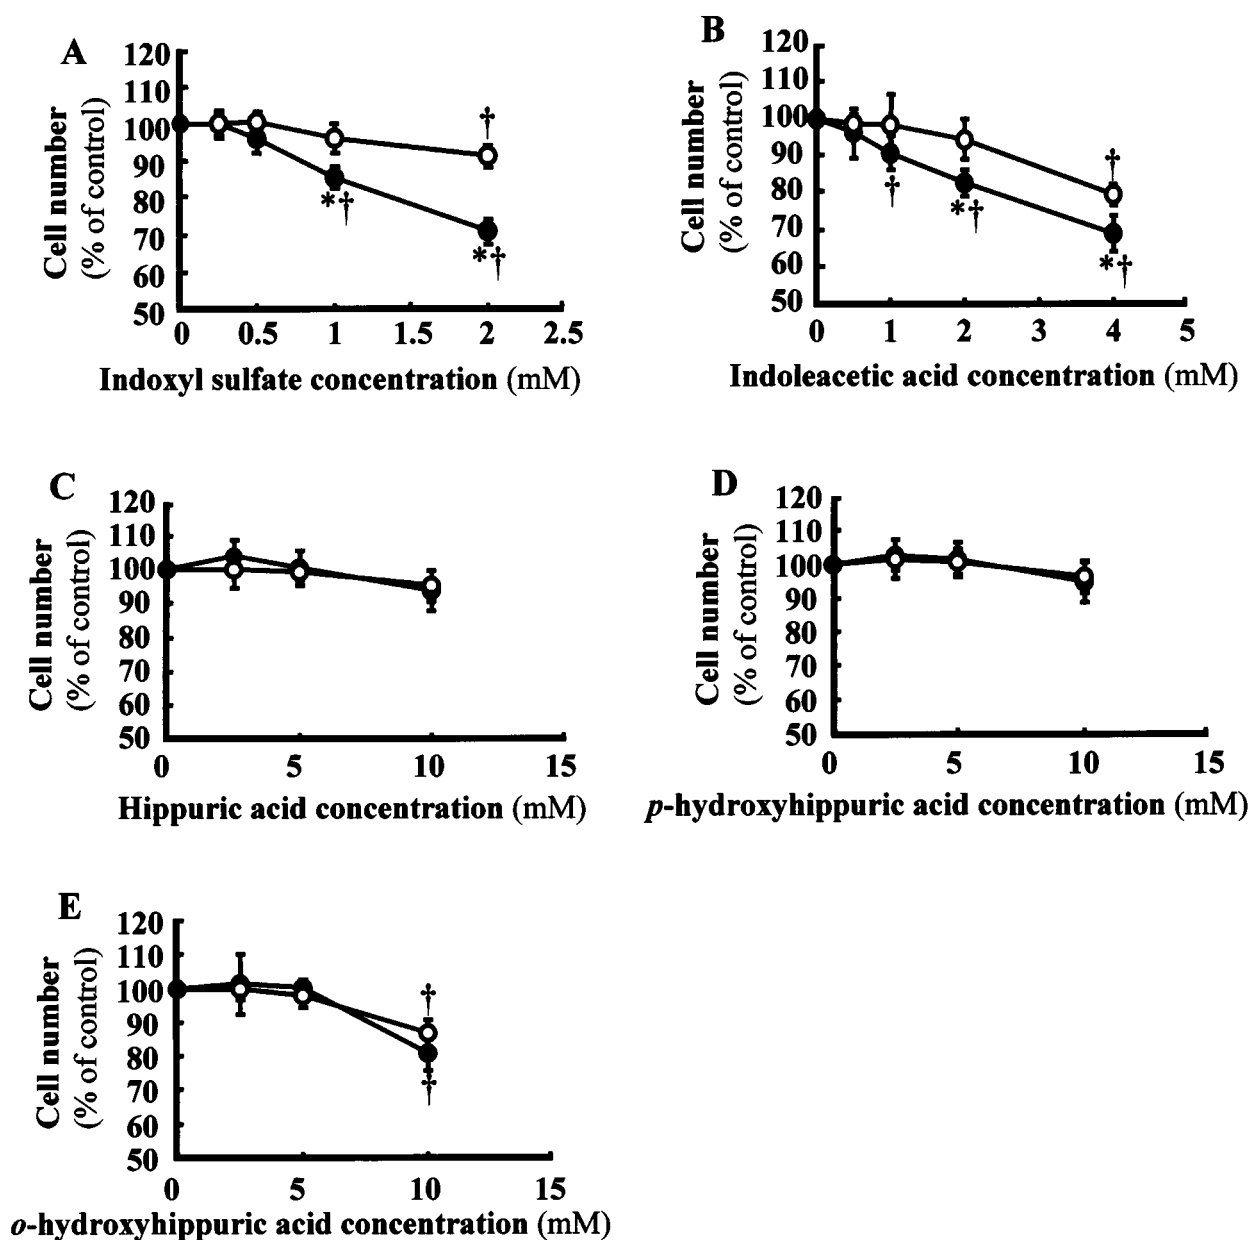 A
120
110
100
90
80
70
60
50
Cell number
(% of control)
†
*†
*†
0 0.5 1 1.5 2 2.5
Indoxyl sulfate concentration (mM)
B
120
110
100
90
80
70
60
50
Cell number
(% of control)
†
†
*†
*†
0 1 2 3 4 5
Indoleacetic acid concentration (mM)
C
120
110
100
90
80
70
60
50
Cell number
(% of control)
0 5 10 15
Hippuric acid concentration (mM)
D
120
110
100
90
80
70
60
50
Cell number
(% of control)
0 5 10 15
p-hydroxyhippuric acid concentration (mM)
E
120
110
100
90
80
70
60
50
Cell number
(% of control)
†
†
0 5 10 15
o-hydroxyhippuric acid concentration (mM)